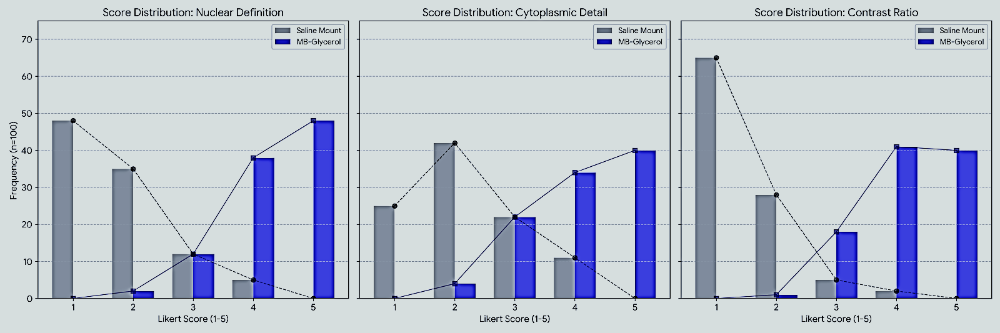 Score Distribution: Nuclear Definition
Saline Mount
MB-Glycerol
Frequency (n=100)
70
60
50
40
30
20
10
0
1 2 3 4 5
Likert Score (1-5)
Score Distribution: Cytoplasmic Detail
Saline Mount
MB-Glycerol
1 2 3 4 5
Likert Score (1-5)
Score Distribution: Contrast Ratio
Saline Mount
MB-Glycerol
1 2 3 4 5
Likert Score (1-5)